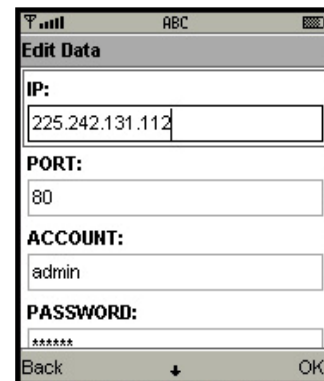 ABC
Edit Data
IP:
225.242.131.112
PORT:
80
ACCOUNT:
admin
PASSWORD:
******
Back OK